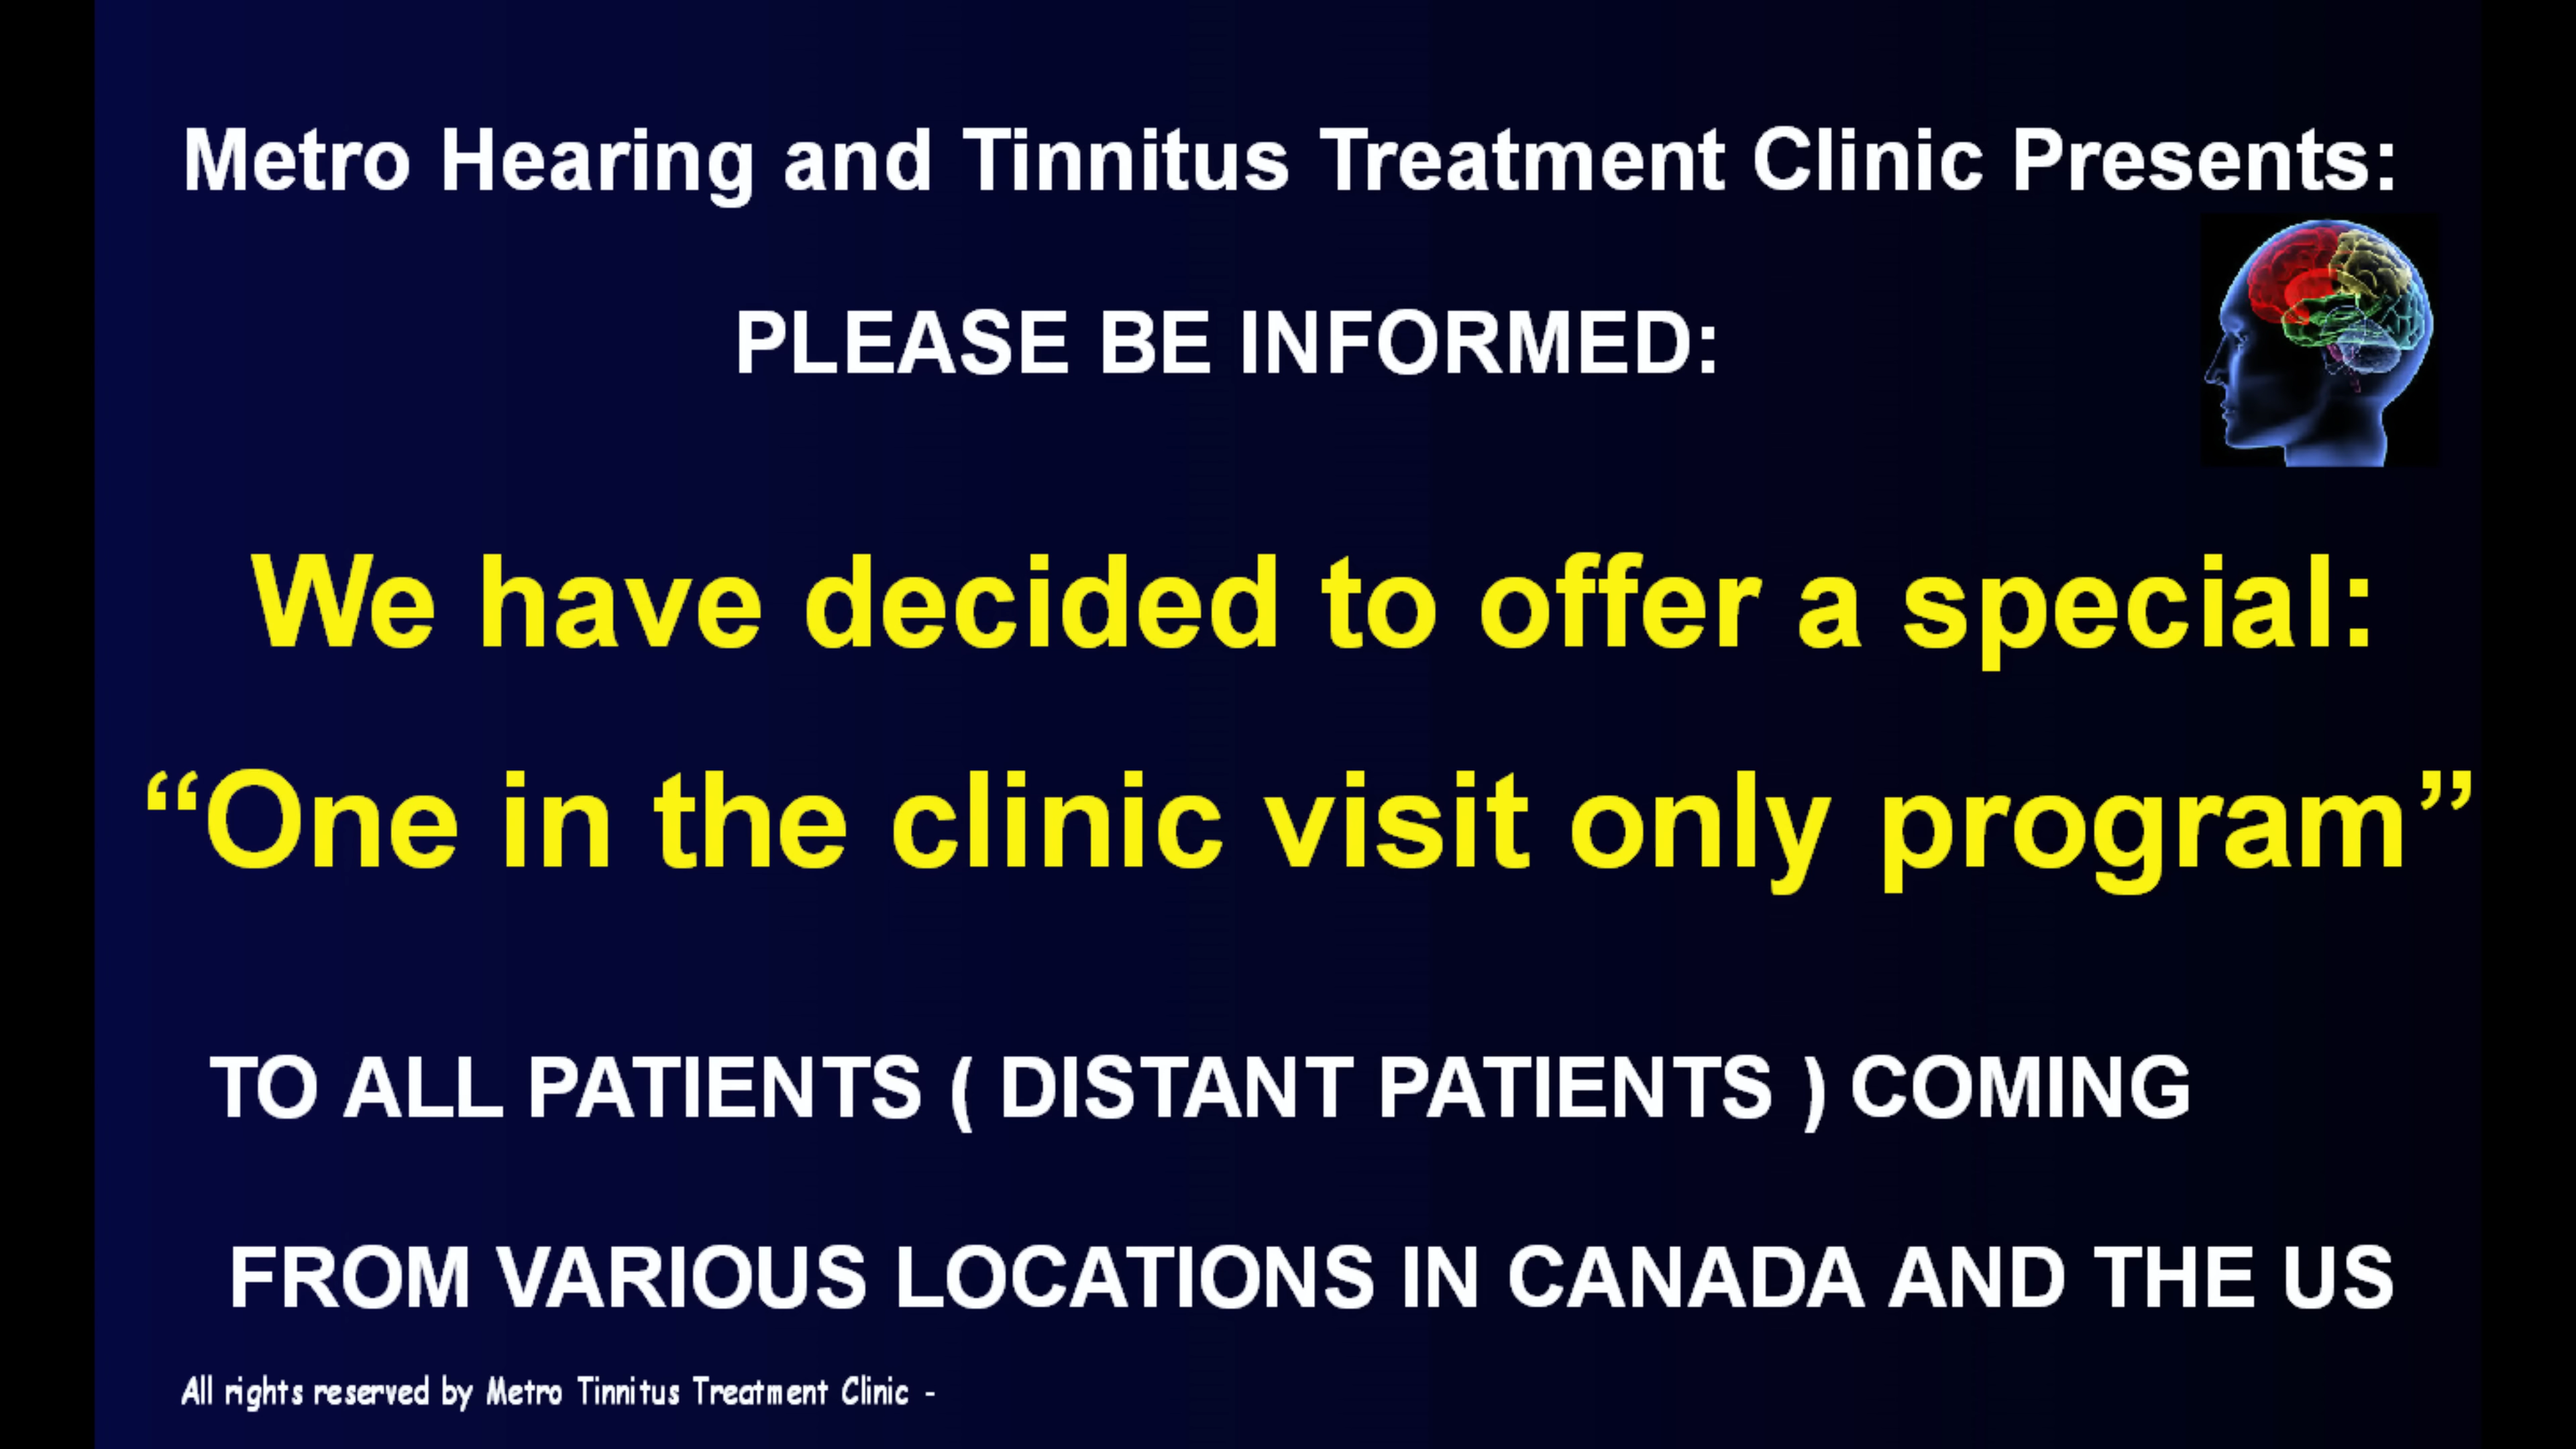 Metro Hearing and Tinnitus Treatment Clinic Presents:
PLEASE BE INFORMED:
We have decided to offer a special:
“One in the clinic visit only program”
TO ALL PATIENTS ( DISTANT PATIENTS ) COMING
FROM VARIOUS LOCATIONS IN CANADA AND THE US
All rights reserved by Metro Tinnitus Treatment Clinic -